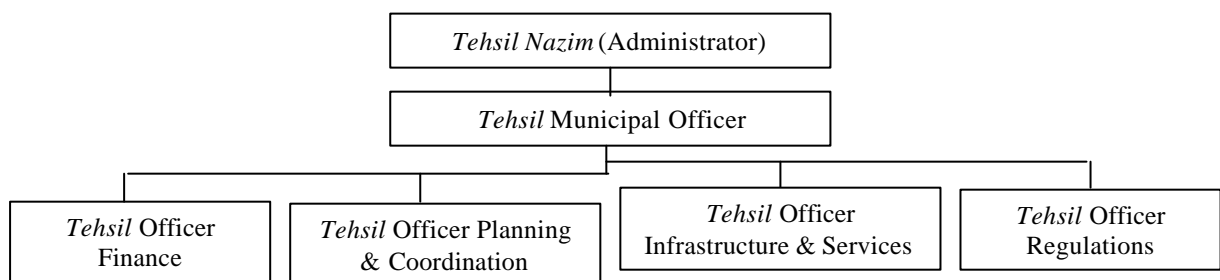 Tehsil Nazim (Administrator)
Tehsil Municipal Officer
Tehsil Officer
Finance
Tehsil Officer Planning
& Coordination
Tehsil Officer
Infrastructure & Services
Tehsil Officer
Regulations